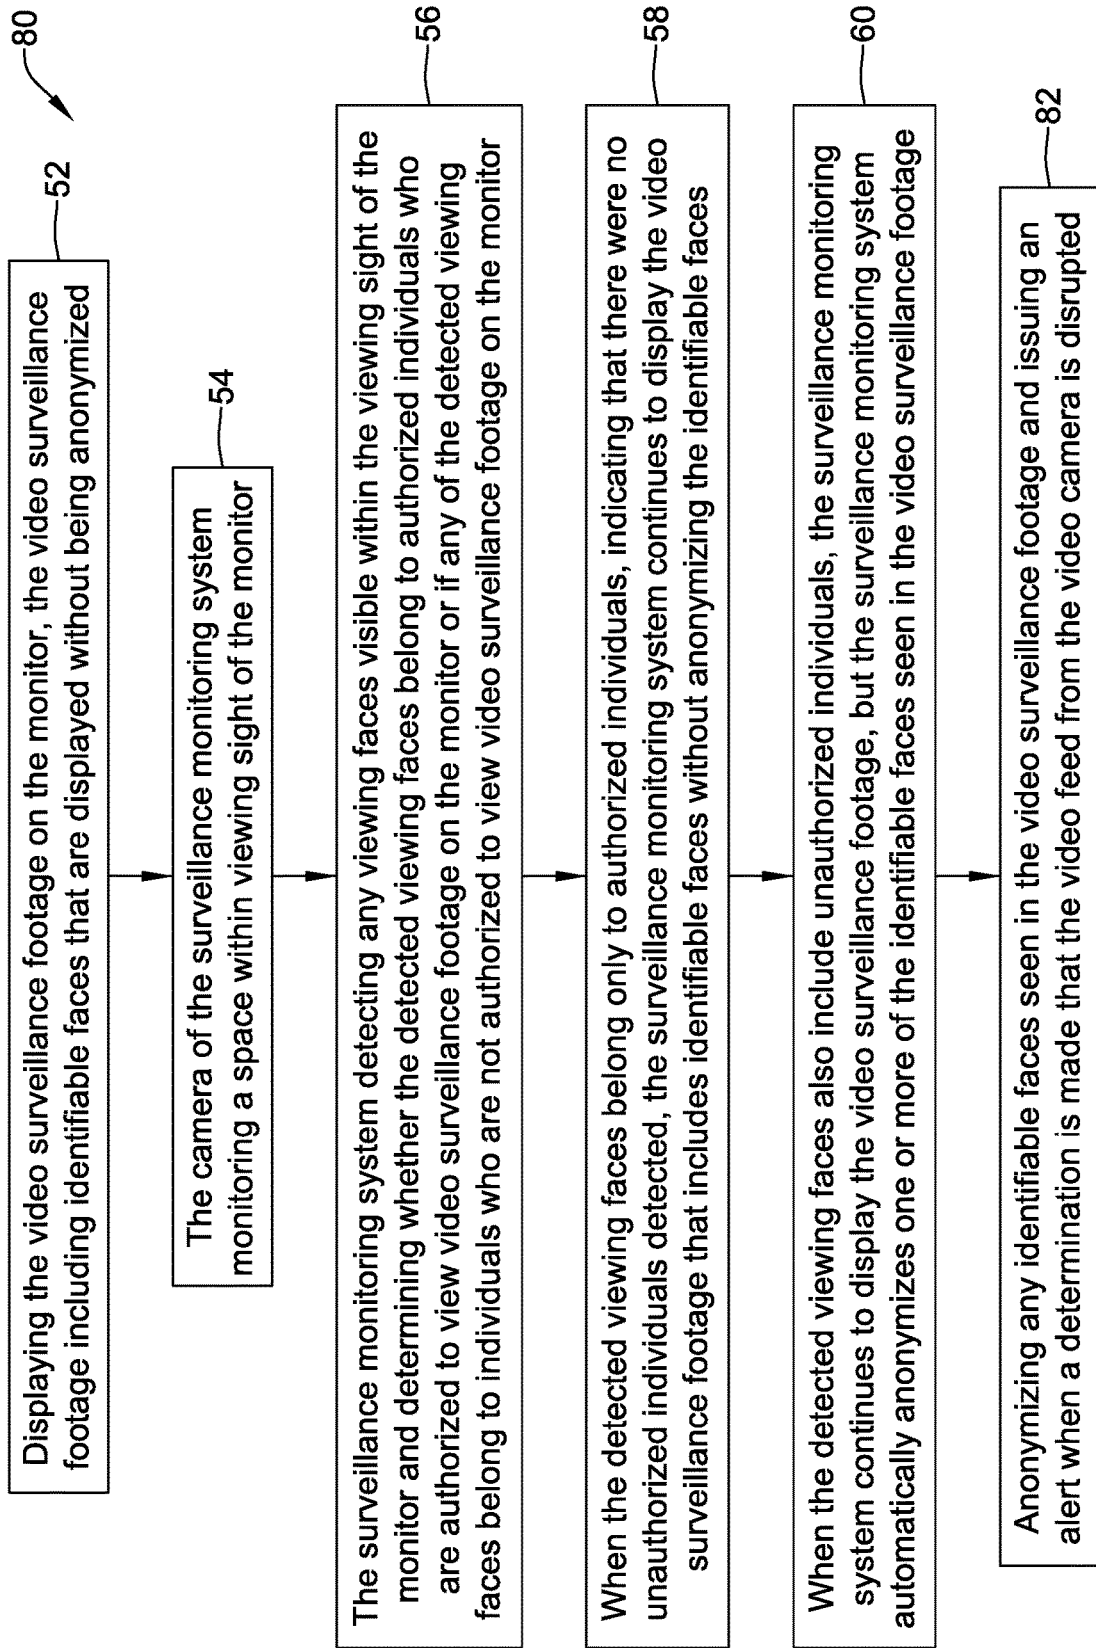 80
52
Displaying the video surveillance footage on the monitor, the video surveillance
footage including identifiable faces that are displayed without being anonymized
54
The camera of the surveillance monitoring system
monitoring a space within viewing sight of the monitor
56
The surveillance monitoring system detecting any viewing faces visible within the viewing sight of the
monitor and determining whether the detected viewing faces belong to authorized individuals who
are authorized to view video surveillance footage on the monitor or if any of the detected viewing
faces belong to individuals who are not authorized to view video surveillance footage on the monitor
58
When the detected viewing faces belong only to authorized individuals, indicating that there were no
unauthorized individuals detected, the surveillance monitoring system continues to display the video
surveillance footage that includes identifiable faces without anonymizing the identifiable faces
60
When the detected viewing faces also include unauthorized individuals, the surveillance monitoring
system continues to display the video surveillance footage, but the surveillance monitoring system
automatically anonymizes one or more of the identifiable faces seen in the video surveillance footage
82
Anonymizing any identifiable faces seen in the video surveillance footage and issuing an
alert when a determination is made that the video feed from the video camera is disrupted